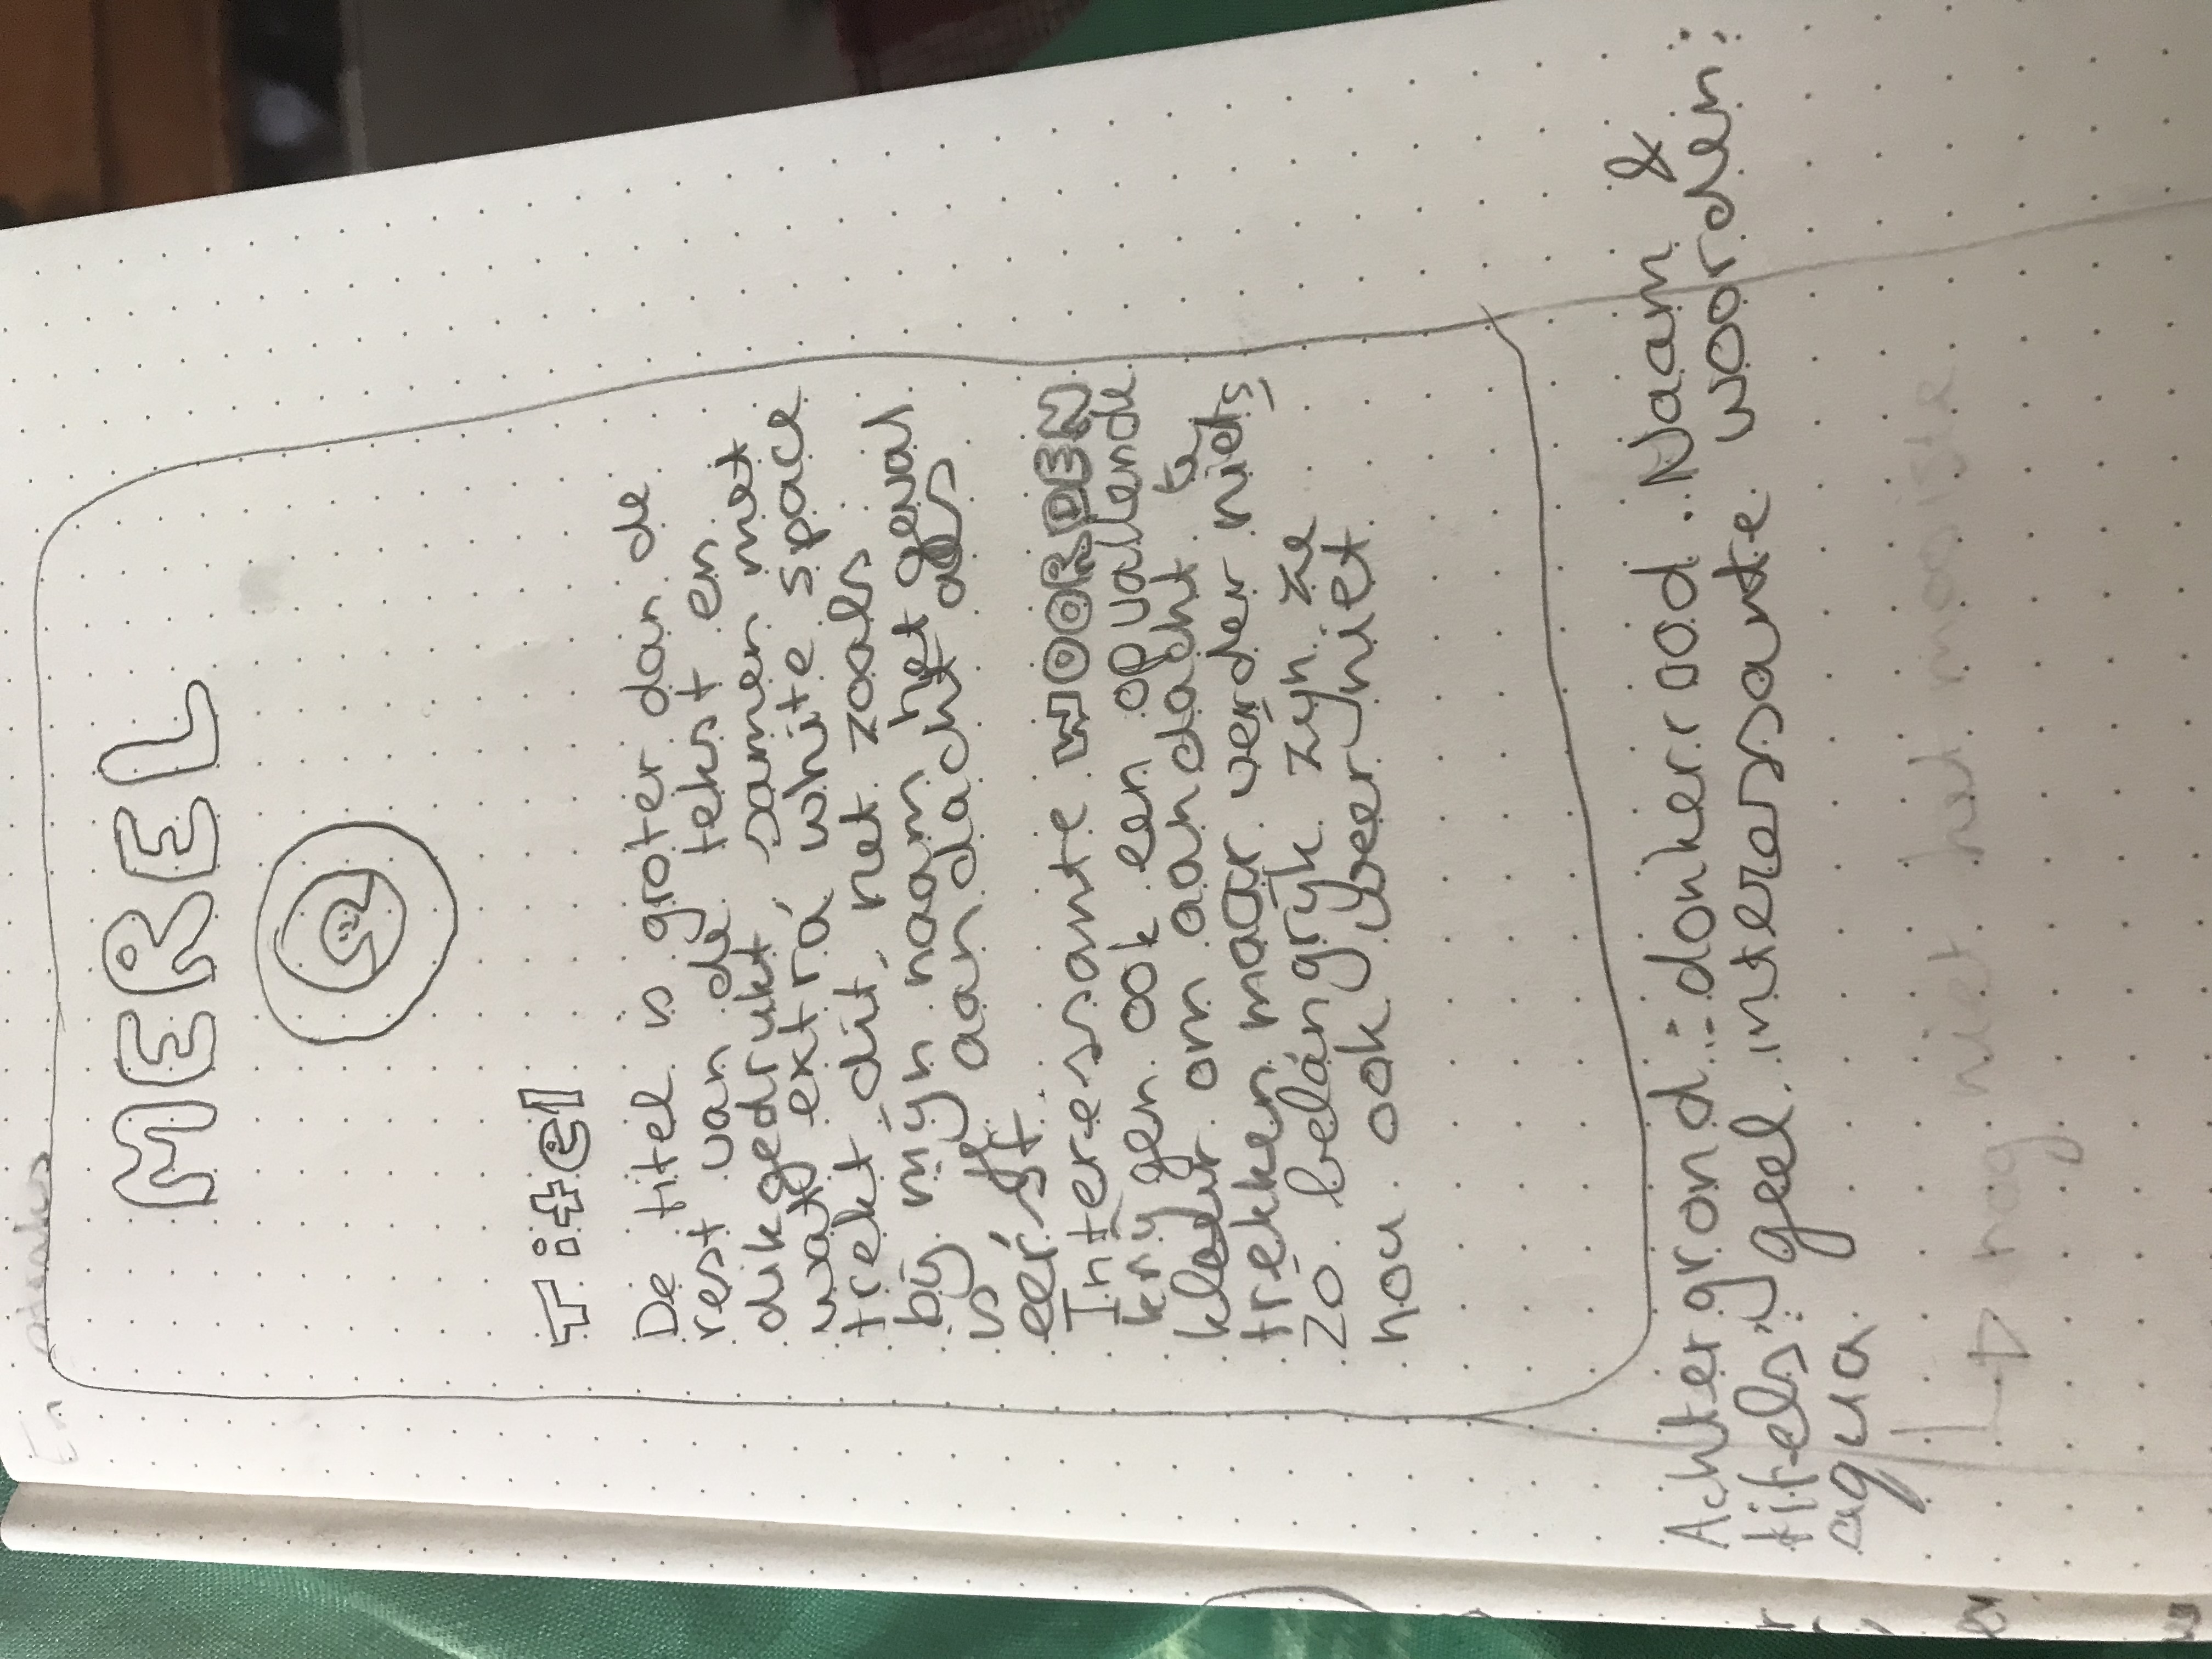 En straks
MEREL
Titel
De titel is groter dan de
rest van de tekst en
dikgedrukt, samen met
wat extra white space
trekt dit, net zoals
bij mijn naam het geval
is, je aandacht als
eerst.
Interessante WOORDEN
krijgen ook een opvallende
kleur om aandacht te
trekken, maar verder niets,
zó belangrijk zijn ze
nou ook weer niet.
Achtergrond: donkerrood. Naam &
titels: geel. interessante woorden:
aqua.
nog niet het mooiste